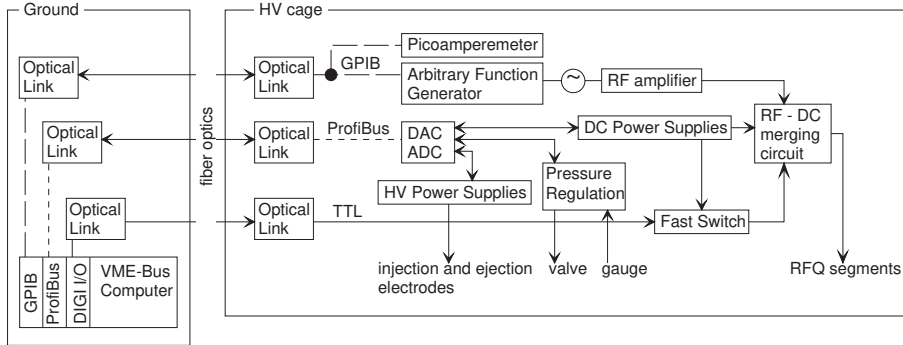 Ground
HV cage
Picoamperemeter
GPIB
Optical
Link
Optical
Link
Arbitrary Function
Generator
~
RF amplifier
Optical
Link
fiber optics
Optical
Link
ProfiBus
DAC
ADC
DC Power Supplies
RF - DC
merging
circuit
HV Power Supplies
Pressure
Regulation
Optical
Link
Optical
Link
TTL
Fast Switch
GPIB
ProfiBus
DIGI I/O
VME-Bus
Computer
injection and ejection
electrodes
valve
gauge
RFQ segments